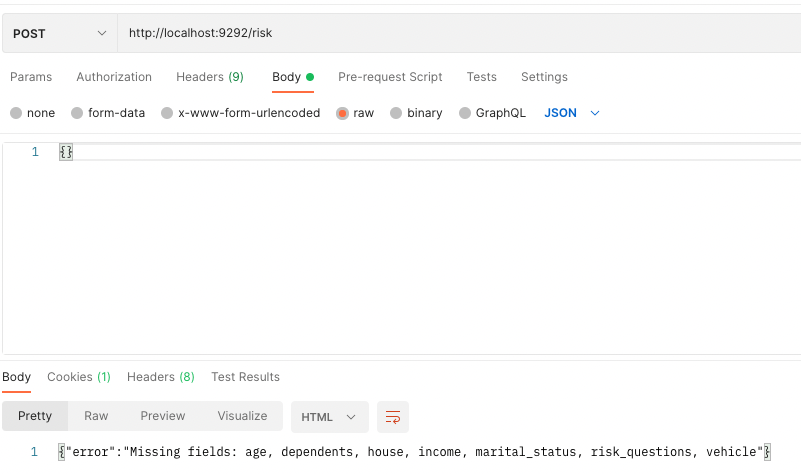 POST http://localhost:9292/risk
Params Authorization Headers (9) Body Pre-request Script Tests Settings
none form-data x-www-form-urlencoded raw binary GraphQL JSON
1 {}
Body Cookies (1) Headers (8) Test Results
Pretty Raw Preview Visualize HTML
1 {"error":"Missing fields: age, dependents, house, income, marital_status, risk_questions, vehicle"}